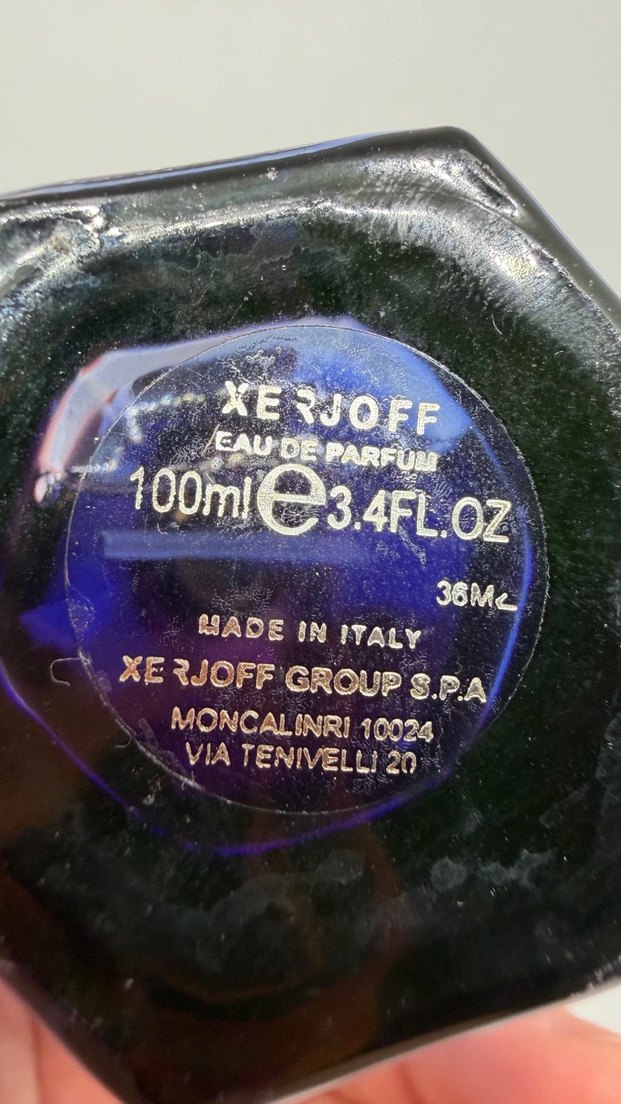 XERJOFF
EAU DE PARFUM
100ml e 3.4FL.OZ
36M<
MADE IN ITALY
XERJOFF GROUP S.P.A
MONCALINRI 10024
VIA TENIVELLI 20